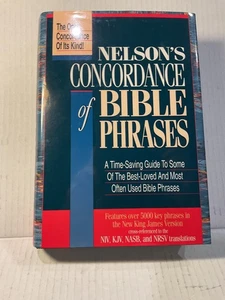 The Only
Concordance
Of Its Kind!
NELSON'S
CONCORDANCE
of BIBLE
PHRASES
A Time-Saving Guide To Some
Of The Best-Loved And Most
Often Used Bible Phrases
Features over 5000 key phrases in
the New King James Version
cross-referenced to the
NIV, KJV, NASB, and NRSV translations